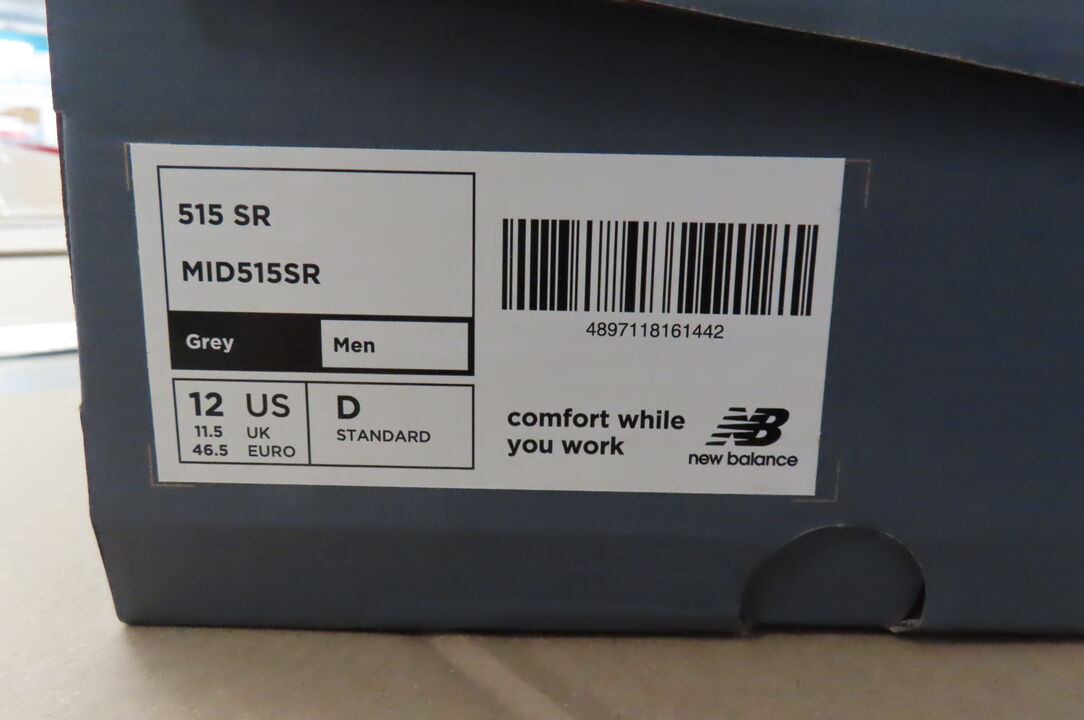 515 SR
MID515SR
Grey
Men
12 US
11.5 UK
46.5 EURO
D
STANDARD
4897118161442
comfort while
you work
NB
new balance